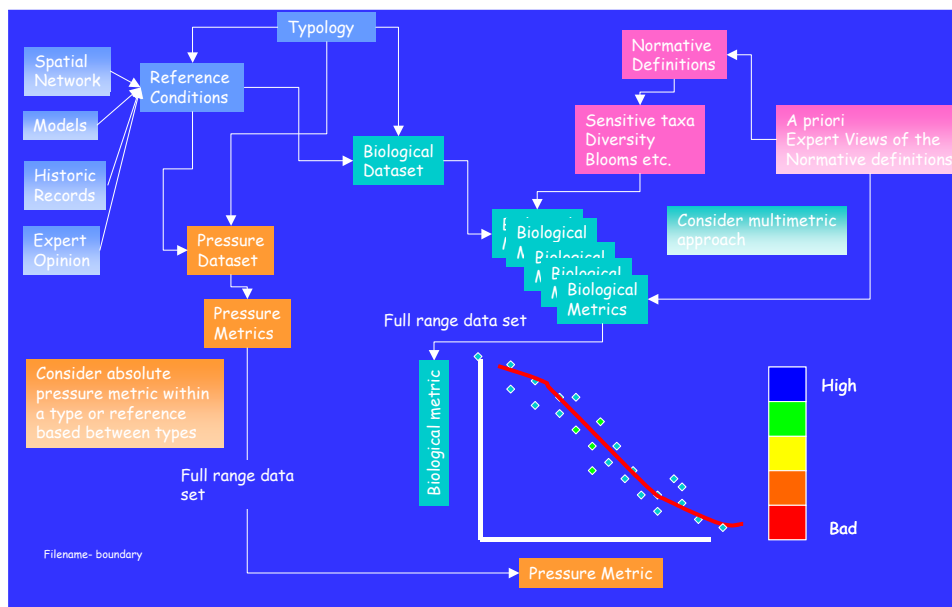 Typology
Spatial
Network
Reference
Conditions
Models
Historic
Records
Expert
Opinion
Normative
Definitions
Sensitive taxa
Diversity
Blooms etc.
A priori
Expert Views of the
Normative definitions
Biological
Dataset
Pressure
Dataset
Pressure
Metrics
Biological
Biological
Biological
Biological
Metrics
Consider multimetric
approach
Full range data set
Consider absolute
pressure metric within
a type or reference
based between types
Biological metric
High
Bad
Full range data
set
Filename- boundary
Pressure Metric